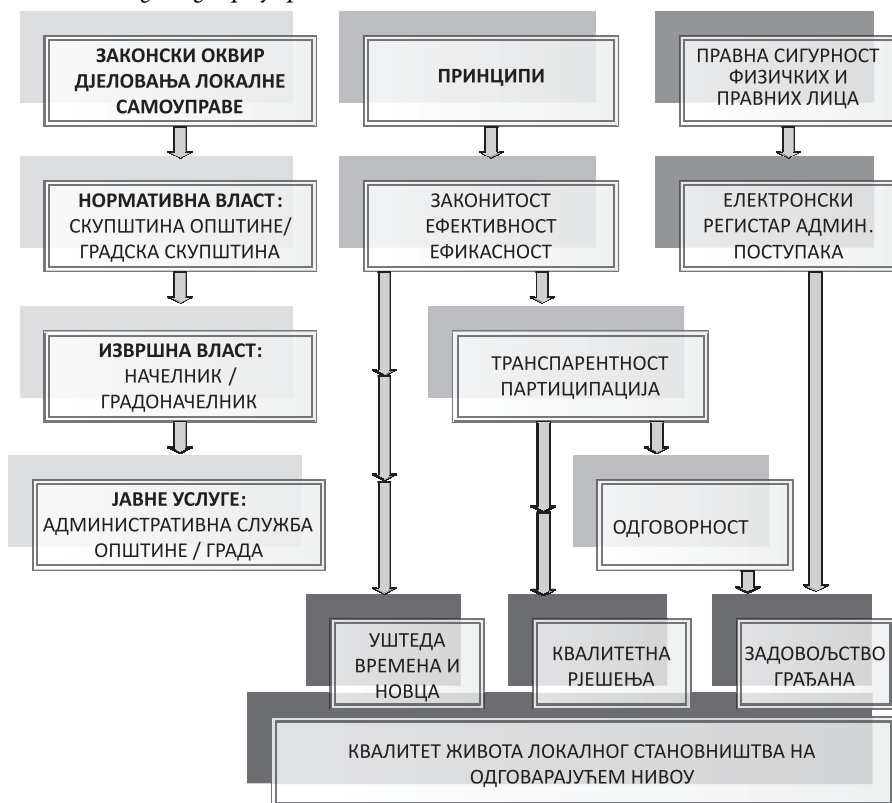 ЗАКОНСКИ ОКВИР
ДЈЕЛОВАЊА ЛОКАЛНЕ
САМОУПРАВЕ
ПРИНЦИПИ
ПРАВНА СИГУРНОСТ
ФИЗИЧКИХ И
ПРАВНИХ ЛИЦА
НОРМАТИВНА ВЛАСТ:
СКУПШТИНА ОПШТИНЕ/
ГРАДСКА СКУПШТИНА
ЗАКОНИТОСТ
ЕФЕКТИВНОСТ
ЕФИКАСНОСТ
ЕЛЕКТРОНСКИ
РЕГИСТАР АДМИН.
ПОСТУПАКА
ИЗВРШНА ВЛАСТ:
НАЧЕЛНИК /
ГРАДОНАЧЕЛНИК
ТРАНСПАРЕНТНОСТ
ПАРТИЦИПАЦИЈА
ЈАВНЕ УСЛУГЕ:
АДМИНИСТРАТИВНА СЛУЖБА
ОПШТИНЕ / ГРАДА
ОДГОВОРНОСТ
УШТЕДА
ВРЕМЕНА И
НОВЦА
КВАЛИТЕТНА
РЈЕШЕЊА
ЗАДОВОЉСТВО
ГРАЂАНА
КВАЛИТЕТ ЖИВОТА ЛОКАЛНОГ СТАНОВНИШТВА НА
ОДГОВАРАЈУЋЕМ НИВОУ